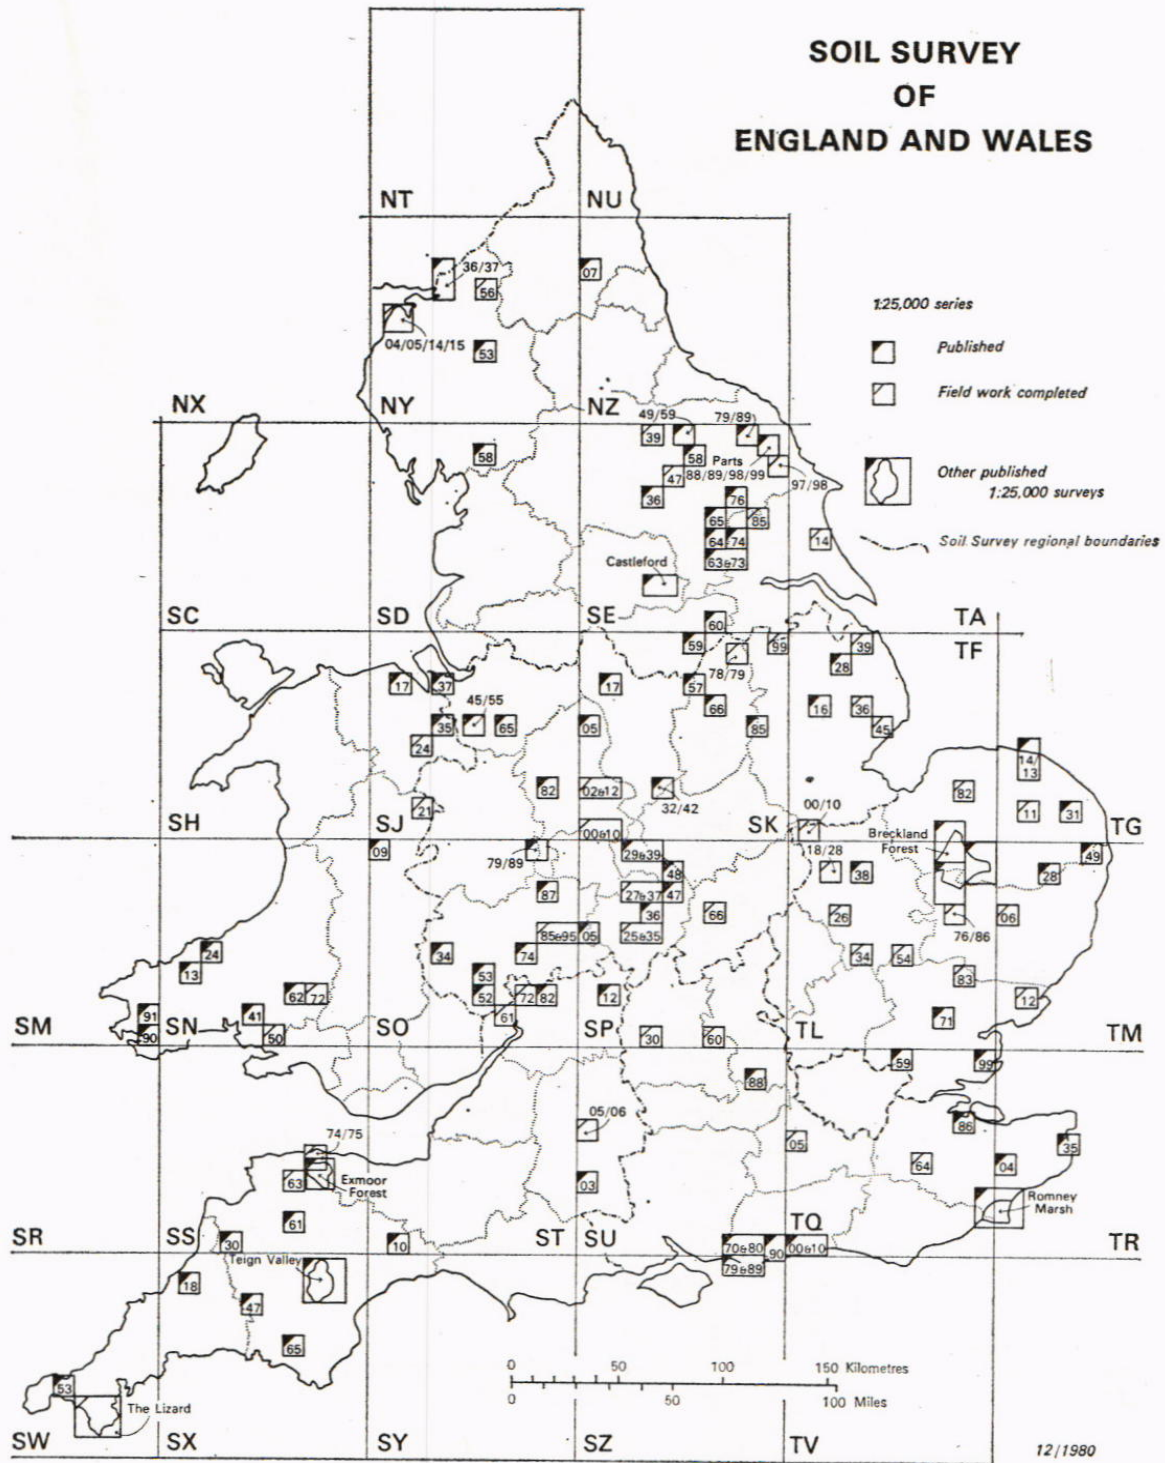 SOIL SURVEY
OF
ENGLAND AND WALES
NT
NU
36/37
56
07
1:25,000 series
04/05/14/15
53
Published
Field work completed
NX
NY
NZ
49/59
79/89
39
58
58
Parts
88/89/98/99
47
97/98
Other published
1:25,000 surveys
36
76
65
85
64
74
14
Soil Survey regional boundaries
63&73
Castleford
SC
SD
SE
60
TA
59
99
39
TF
78/79
28
17
37
17
57
45/55
66
16
36
35
65
05
85
45
24
14/
13
82
02&12
32/42
82
21
00/10
11
31
SH
SJ
00&10
SK
Breckland
Forest
TG
09
79/89
29&39
18/28
49
48
38
28
87
27&37
47
36
66
26
76/86
06
85&95
05
25&35
24
34
74
34
54
13
53
83
62
72
52
72
82
12
12
91
41
61
71
SM
90
SN
50
SO
SP
30
60
TL
TM
59
99
88
05/06
86
74/75
05
35
63
Exmoor
Forest
64
04
03
61
Romney
Marsh
TQ
SR
SS
30
10
ST
SU
70&80
90
00&10
TR
Teign Valley
79&89
18
47
65
0
50
100
150 Kilometres
53
0
50
100 Miles
The Lizard
SW
SX
SY
SZ
TV
12/1980